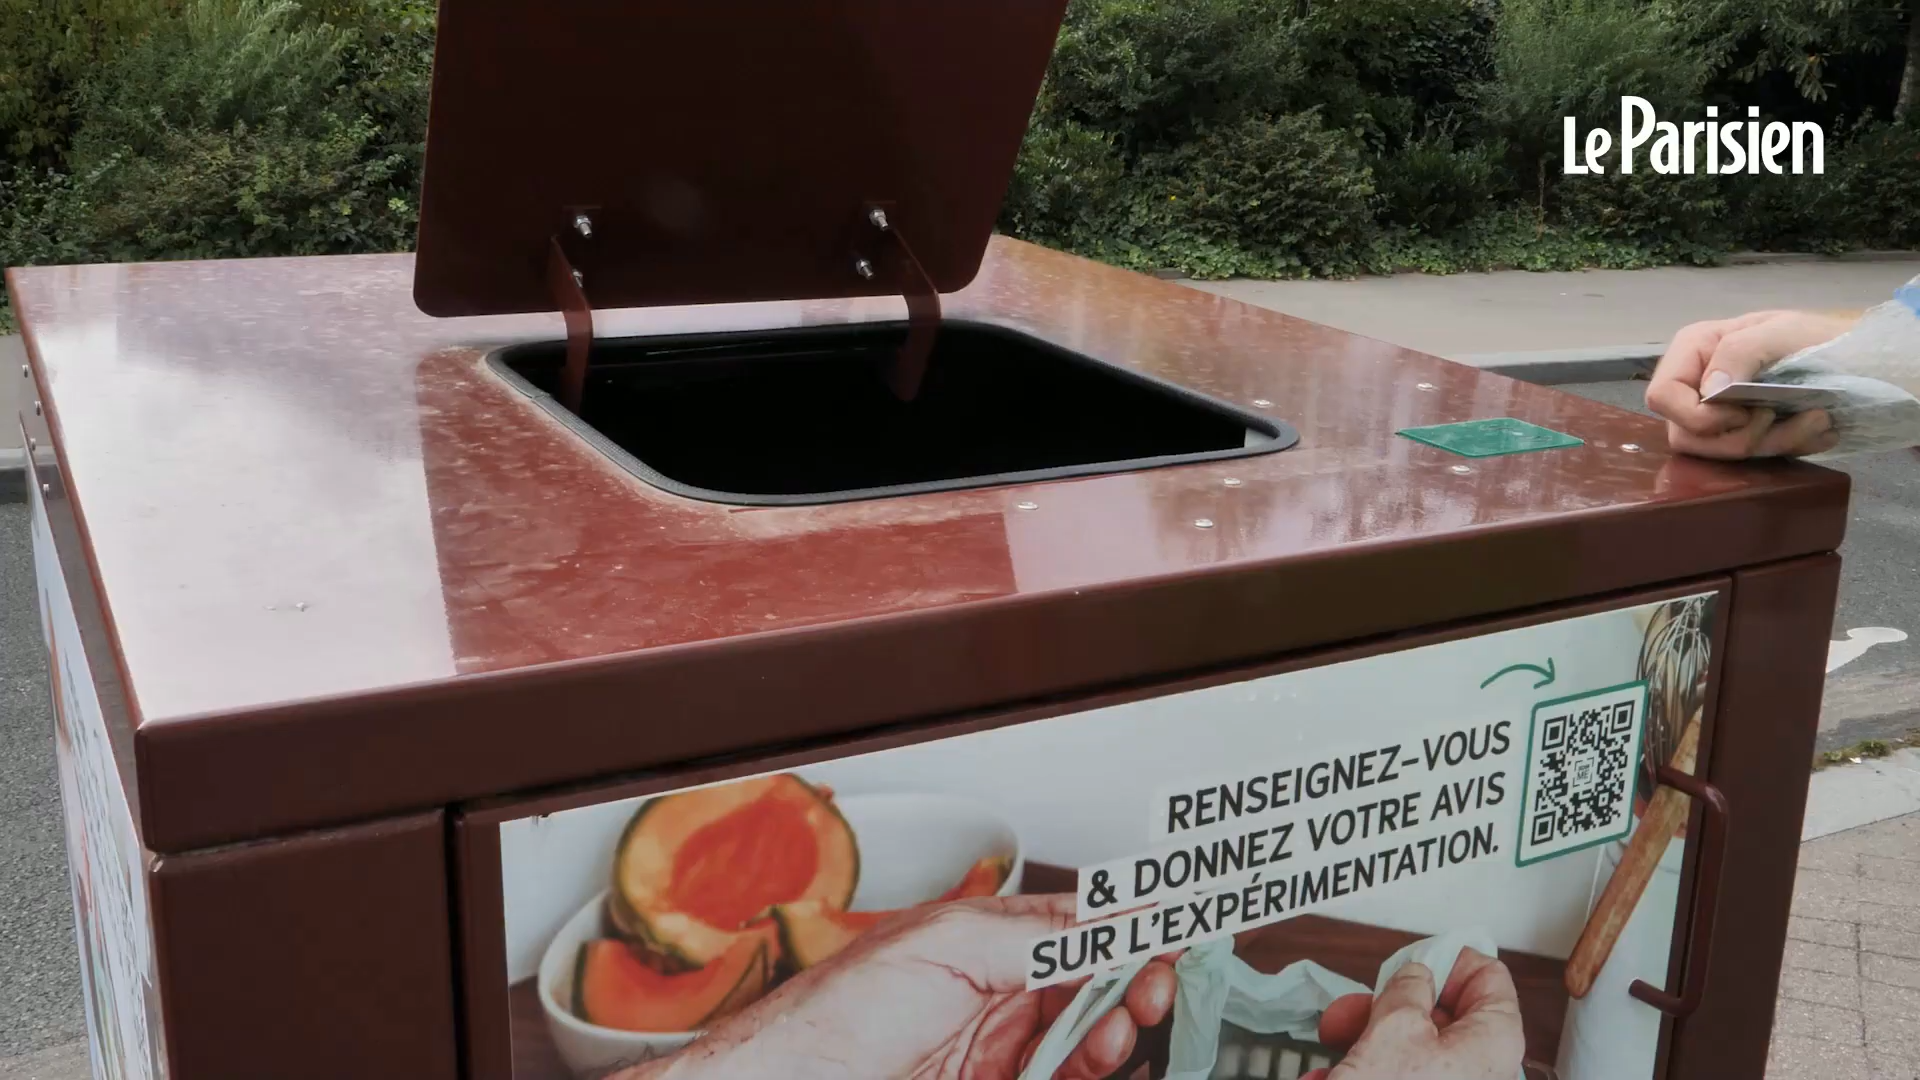 Le Parisien
RENSEIGNEZ-VOUS
& DONNEZ VOTRE AVIS
SUR L'EXPÉRIMENTATION.